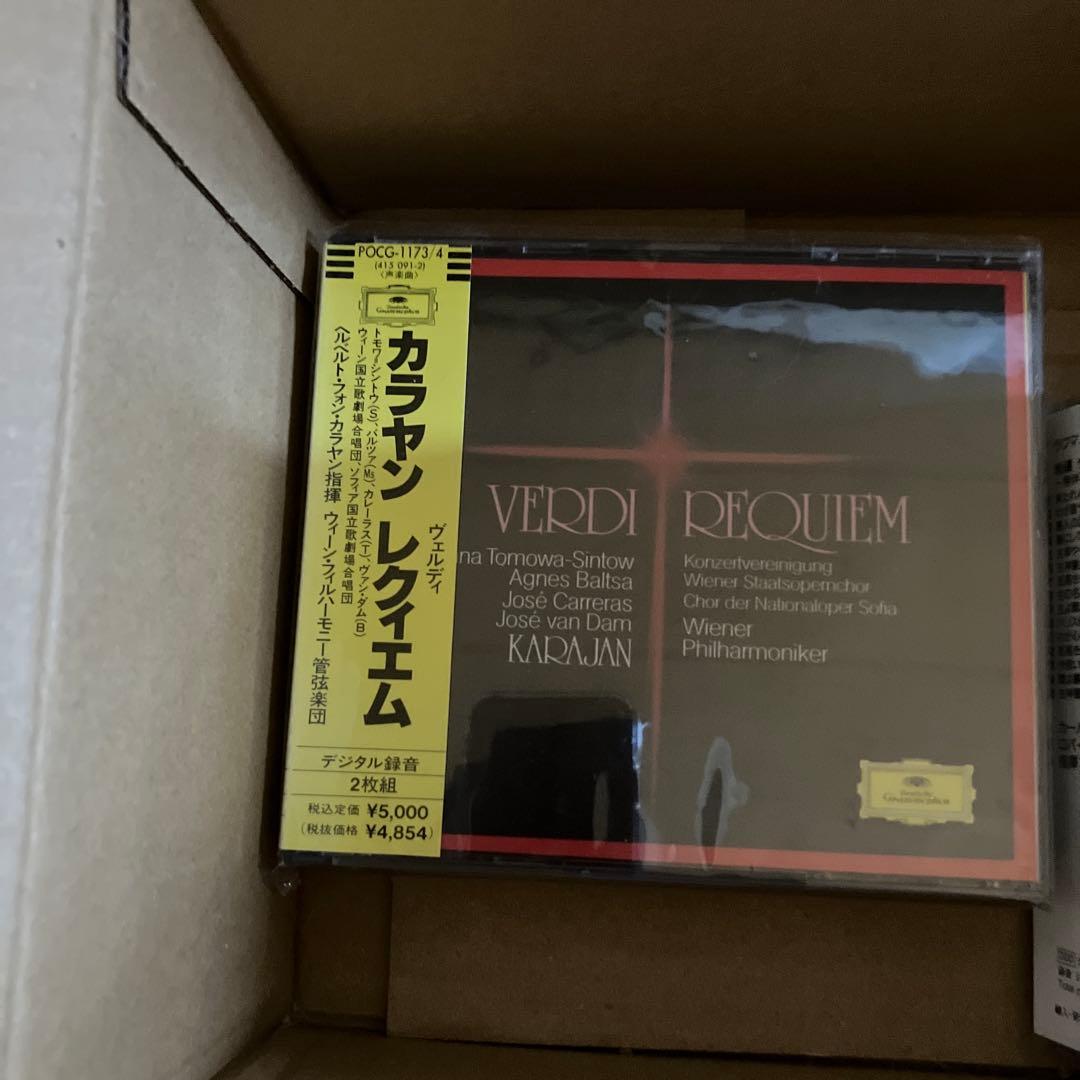 POCG-1173/4
(415 091-2)
〈声楽曲〉
Deutsche
Grammophon
ヴェルディ
カラヤン レクィエム
トモワ=シントウ(S)、バルツァ(Ms)、カレーラス(T)、ヴァン・ダム(B)
ウィーン国立歌劇場合唱団、ソフィア国立歌劇場合唱団
ヘルベルト・フォン・カラヤン指揮 ウィーン・フィルハーモニー管弦楽団
デジタル録音
2枚組
税込定価 ¥5,000
(税抜価格 ¥4,854)
VERDI REQUIEM
na Tomowa-Sintow
Agnes Baltsa
José Carreras
José van Dam
KARAJAN
Konzertvereinigung
Wiener Staatsopernchor
Chor der Nationaloper Sofia
Wiener
Philharmoniker
Deutsche
Grammophon